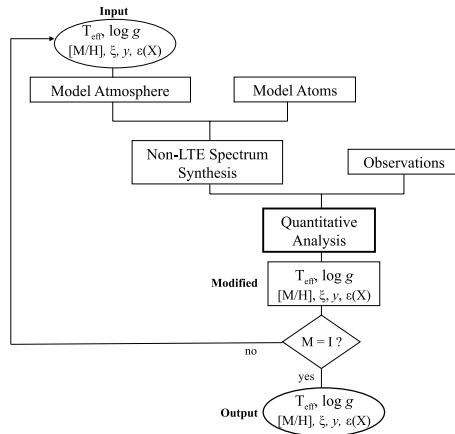 Input
T_eff, log g
[M/H], ξ, y, ε(X)
Model Atmosphere
Model Atoms
Non-LTE Spectrum
Synthesis
Observations
Quantitative
Analysis
Modified
T_eff, log g
[M/H], ξ, y, ε(X)
M = I ?
no
yes
Output
T_eff, log g
[M/H], ξ, y, ε(X)